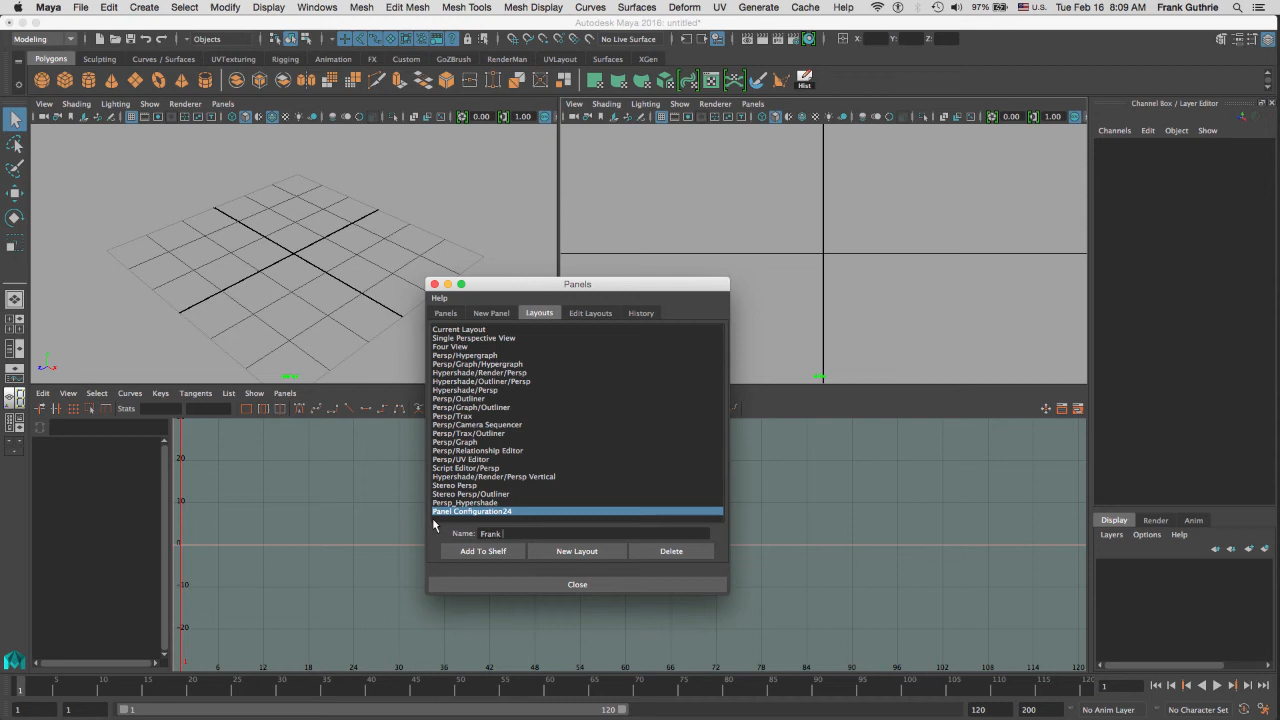 Maya File Edit Create Select Modify Display Windows Mesh Edit Mesh Mesh Tools Mesh Display Curves Surfaces Deform UV Generate Cache Help 97% U.S. Tue Feb 16 8:09 AM Frank Guthrie
Autodesk Maya 2016: untitled*
Modeling Objects No Live Surface X: Y: Z:
Polygons Sculpting Curves / Surfaces UVTexturing Rigging Animation FX Custom GoZBrush RenderMan UVLayout Surfaces XGen
Hist
View Shading Lighting Show Renderer Panels
0.00 1.00
View Shading Lighting Show Renderer Panels
0.00 1.00
Channel Box / Layer Editor
Channels Edit Object Show
Panels
Help
Panels New Panel Layouts Edit Layouts History
Current Layout
Single Perspective View
Four View
Persp/Hypergraph
Persp/Graph/Hypergraph
Hypershade/Render/Persp
Hypershade/Outliner/Persp
Hypershade/Persp
Persp/Outliner
Persp/Graph/Outliner
Persp/Trax
Persp/Camera Sequencer
Persp/Trax/Outliner
Persp/Graph
Persp/Relationship Editor
Persp/UV Editor
Script Editor/Persp
Hypershade/Render/Persp Vertical
Stereo Persp
Stereo Persp/Outliner
Persp_Hypershade
Panel Configuration24
Name: Frank
Add To Shelf New Layout Delete
Close
Edit View Select Curves Keys Tangents List Show Panels
Stats
20
10
0
-10
-20
6 12 18 24 30 36 42 48 54 60 66 72 78 84 90 96 102 108 114 120
Display Render Anim
Layers Options Help
1 5 10 15 20 25 30 35 40 45 50 55 60 65 70 75 80 85 90 95 100 105 110 115 120
1
1 1 1 120 120 200 No Anim Layer No Character Set